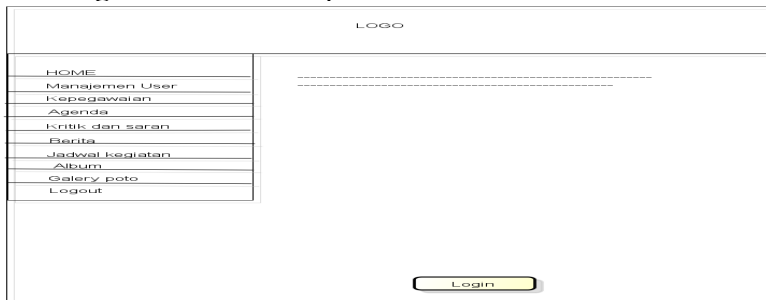 LOGO
HOME
Manajemen User
Kepegawaian
Agenda
Kritik dan saran
Berita
Jadwal kegiatan
Album
Galery poto
Logout
Login